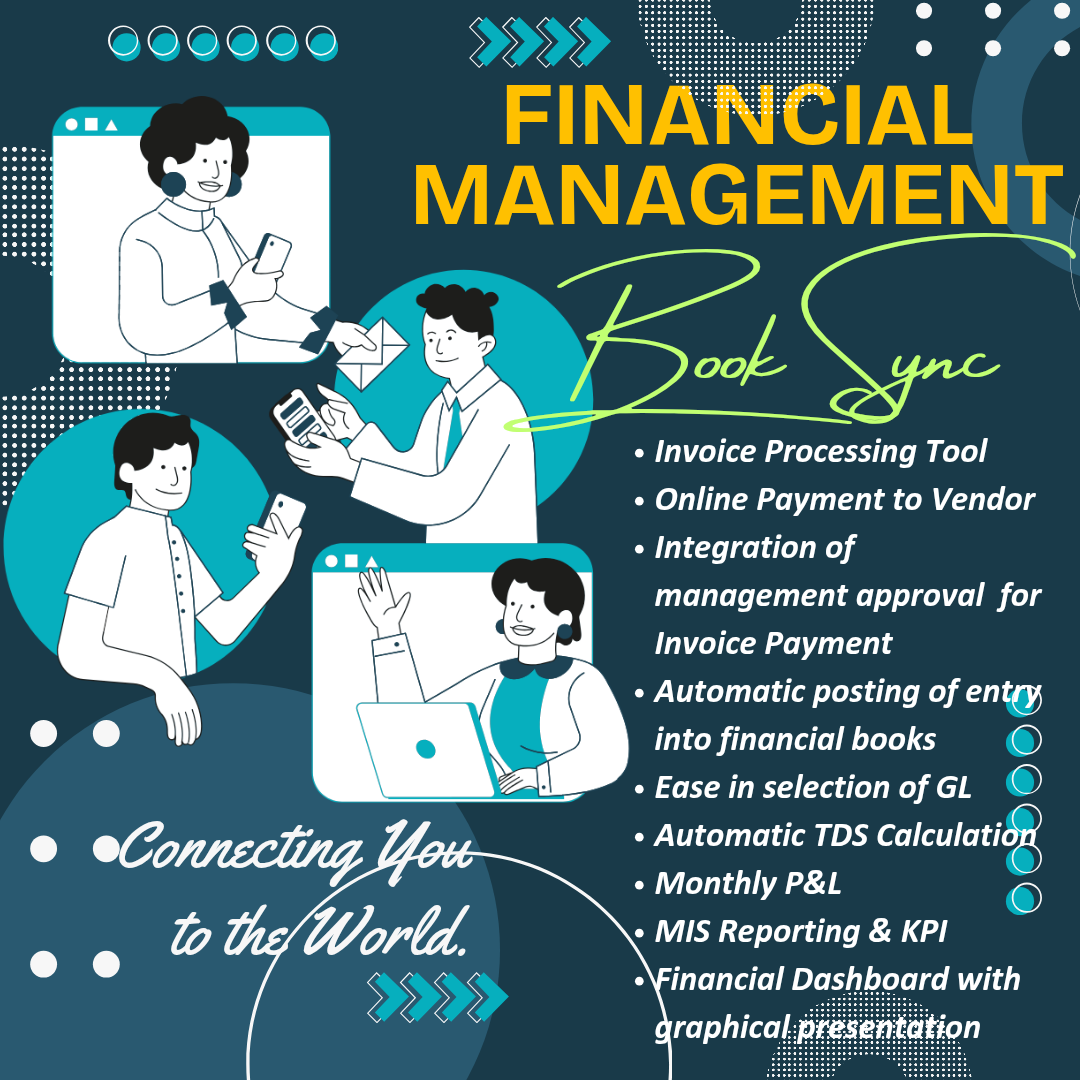 FINANCIAL
MANAGEMENT
Book Sync
• Invoice Processing Tool
• Online Payment to Vendor
• Integration of
management approval for
Invoice Payment
• Automatic posting of entry
into financial books
• Ease in selection of GL
• Automatic TDS Calculation
• Monthly P&L
• MIS Reporting & KPI
• Financial Dashboard with
graphical presentation
Connecting You
to the World.